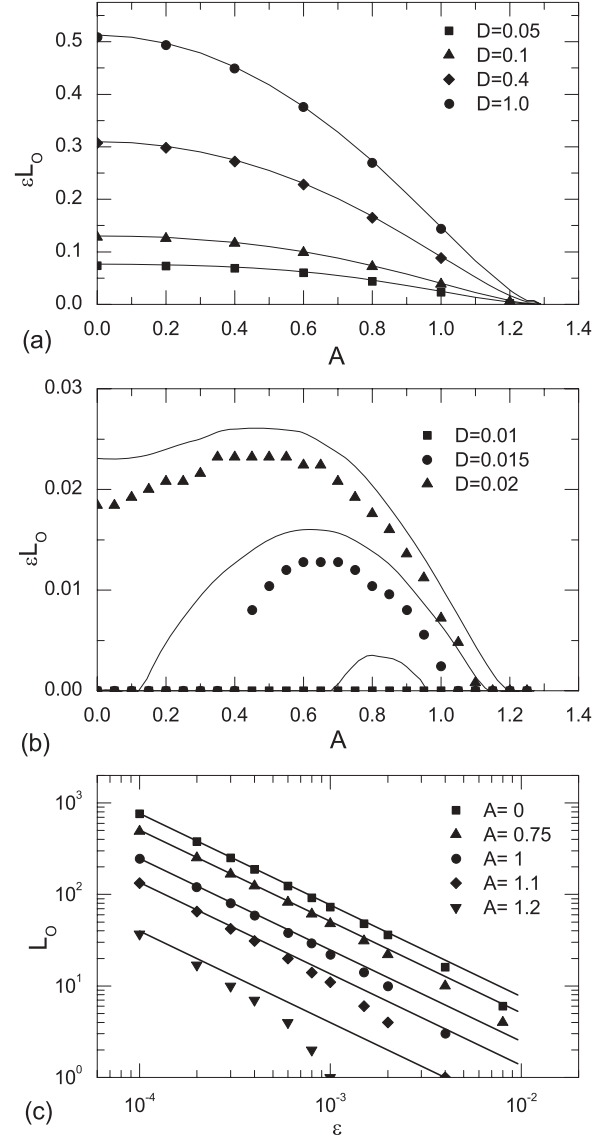 0.5
0.4
0.3
0.2
0.1
0.0
εL_O
D=0.05
D=0.1
D=0.4
D=1.0
0.0 0.2 0.4 0.6 0.8 1.0 1.2 1.4
(a)
A
0.03
0.02
0.01
0.00
εL_O
D=0.01
D=0.015
D=0.02
0.0 0.2 0.4 0.6 0.8 1.0 1.2 1.4
(b)
A
10^3
10^2
10^1
10^0
L_O
A= 0
A= 0.75
A= 1
A= 1.1
A= 1.2
10^-4 10^-3 10^-2
(c)
ε